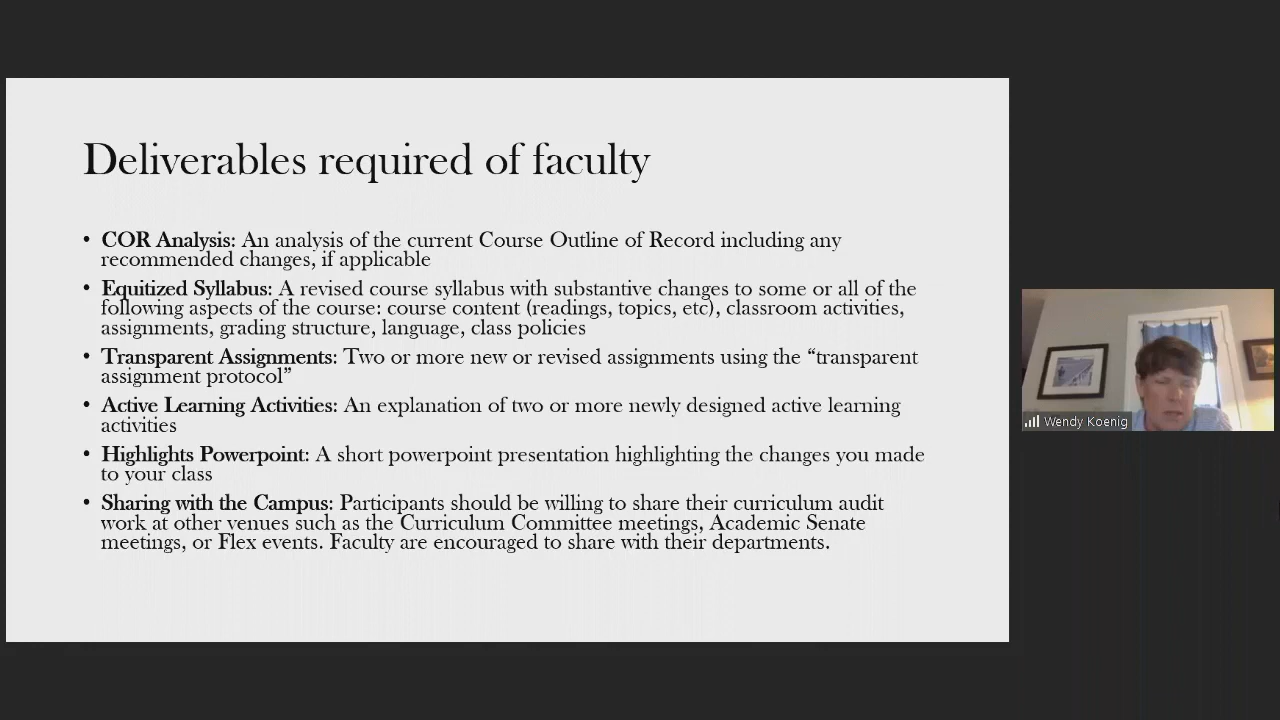 Deliverables required of faculty
• COR Analysis: An analysis of the current Course Outline of Record including any
recommended changes, if applicable
• Equitized Syllabus: A revised course syllabus with substantive changes to some or all of the
following aspects of the course: course content (readings, topics, etc), classroom activities,
assignments, grading structure, language, class policies
• Transparent Assignments: Two or more new or revised assignments using the “transparent
assignment protocol”
• Active Learning Activities: An explanation of two or more newly designed active learning
activities
• Highlights Powerpoint: A short powerpoint presentation highlighting the changes you made
to your class
• Sharing with the Campus: Participants should be willing to share their curriculum audit
work at other venues such as the Curriculum Committee meetings, Academic Senate
meetings, or Flex events. Faculty are encouraged to share with their departments.
Wendy Koenig